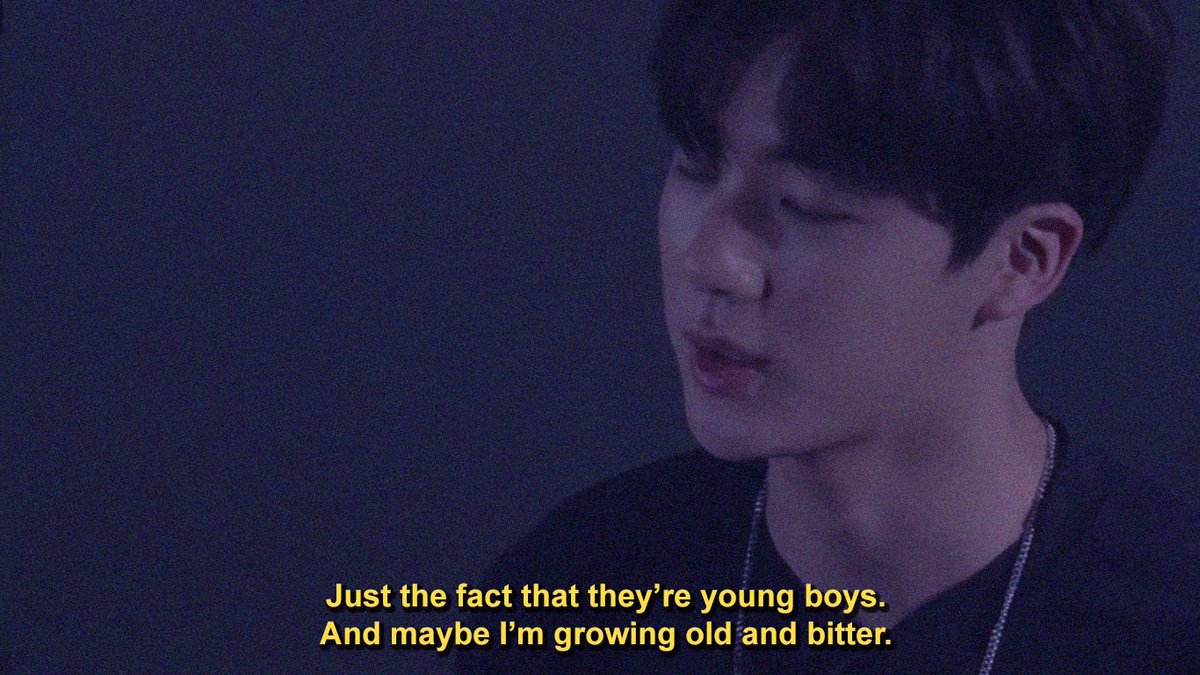 Just the fact that they’re young boys.
And maybe I’m growing old and bitter.